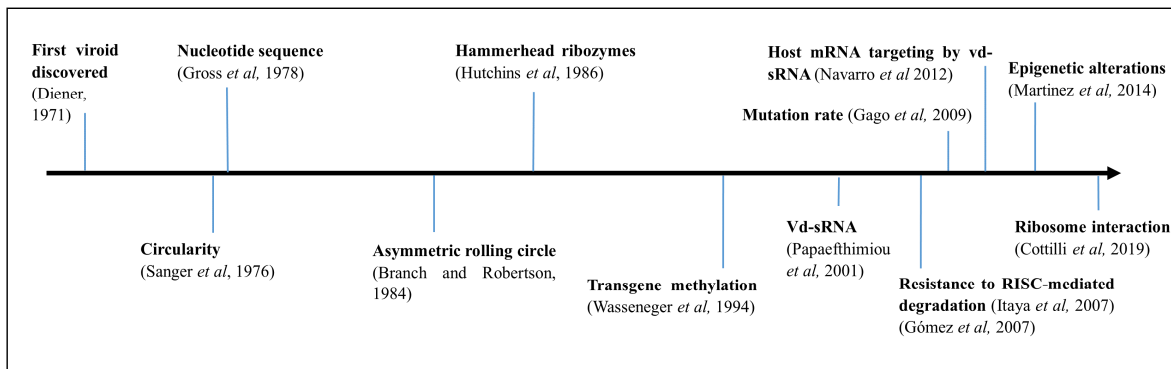 First viroid
discovered
(Diener,
1971)
Nucleotide sequence
(Gross et al, 1978)
Hammerhead ribozymes
(Hutchins et al, 1986)
Host mRNA targeting by vd-
sRNA (Navarro et al 2012)
Mutation rate (Gago et al, 2009)
Epigenetic alterations
(Martinez et al, 2014)
Circularity
(Sanger et al, 1976)
Asymmetric rolling circle
(Branch and Robertson,
1984)
Transgene methylation
(Wasseneger et al, 1994)
Vd-sRNA
(Papaefthimiou
et al, 2001)
Resistance to RISC-mediated
degradation (Itaya et al, 2007)
(Gómez et al, 2007)
Ribosome interaction
(Cottilli et al, 2019)